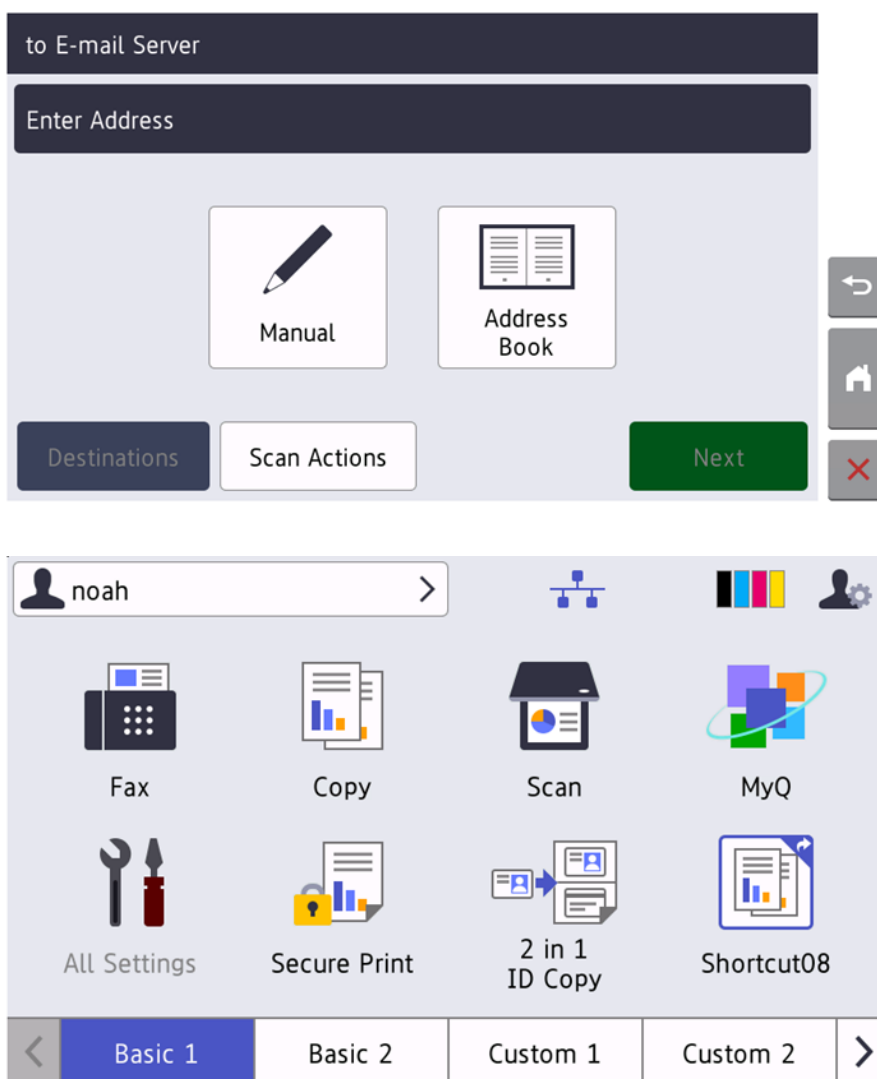 to E-mail Server
Enter Address
Manual
Address
Book
Destinations
Scan Actions
Next
noah
Fax
Copy
Scan
MyQ
All Settings
Secure Print
2 in 1
ID Copy
Shortcut08
Basic 1
Basic 2
Custom 1
Custom 2